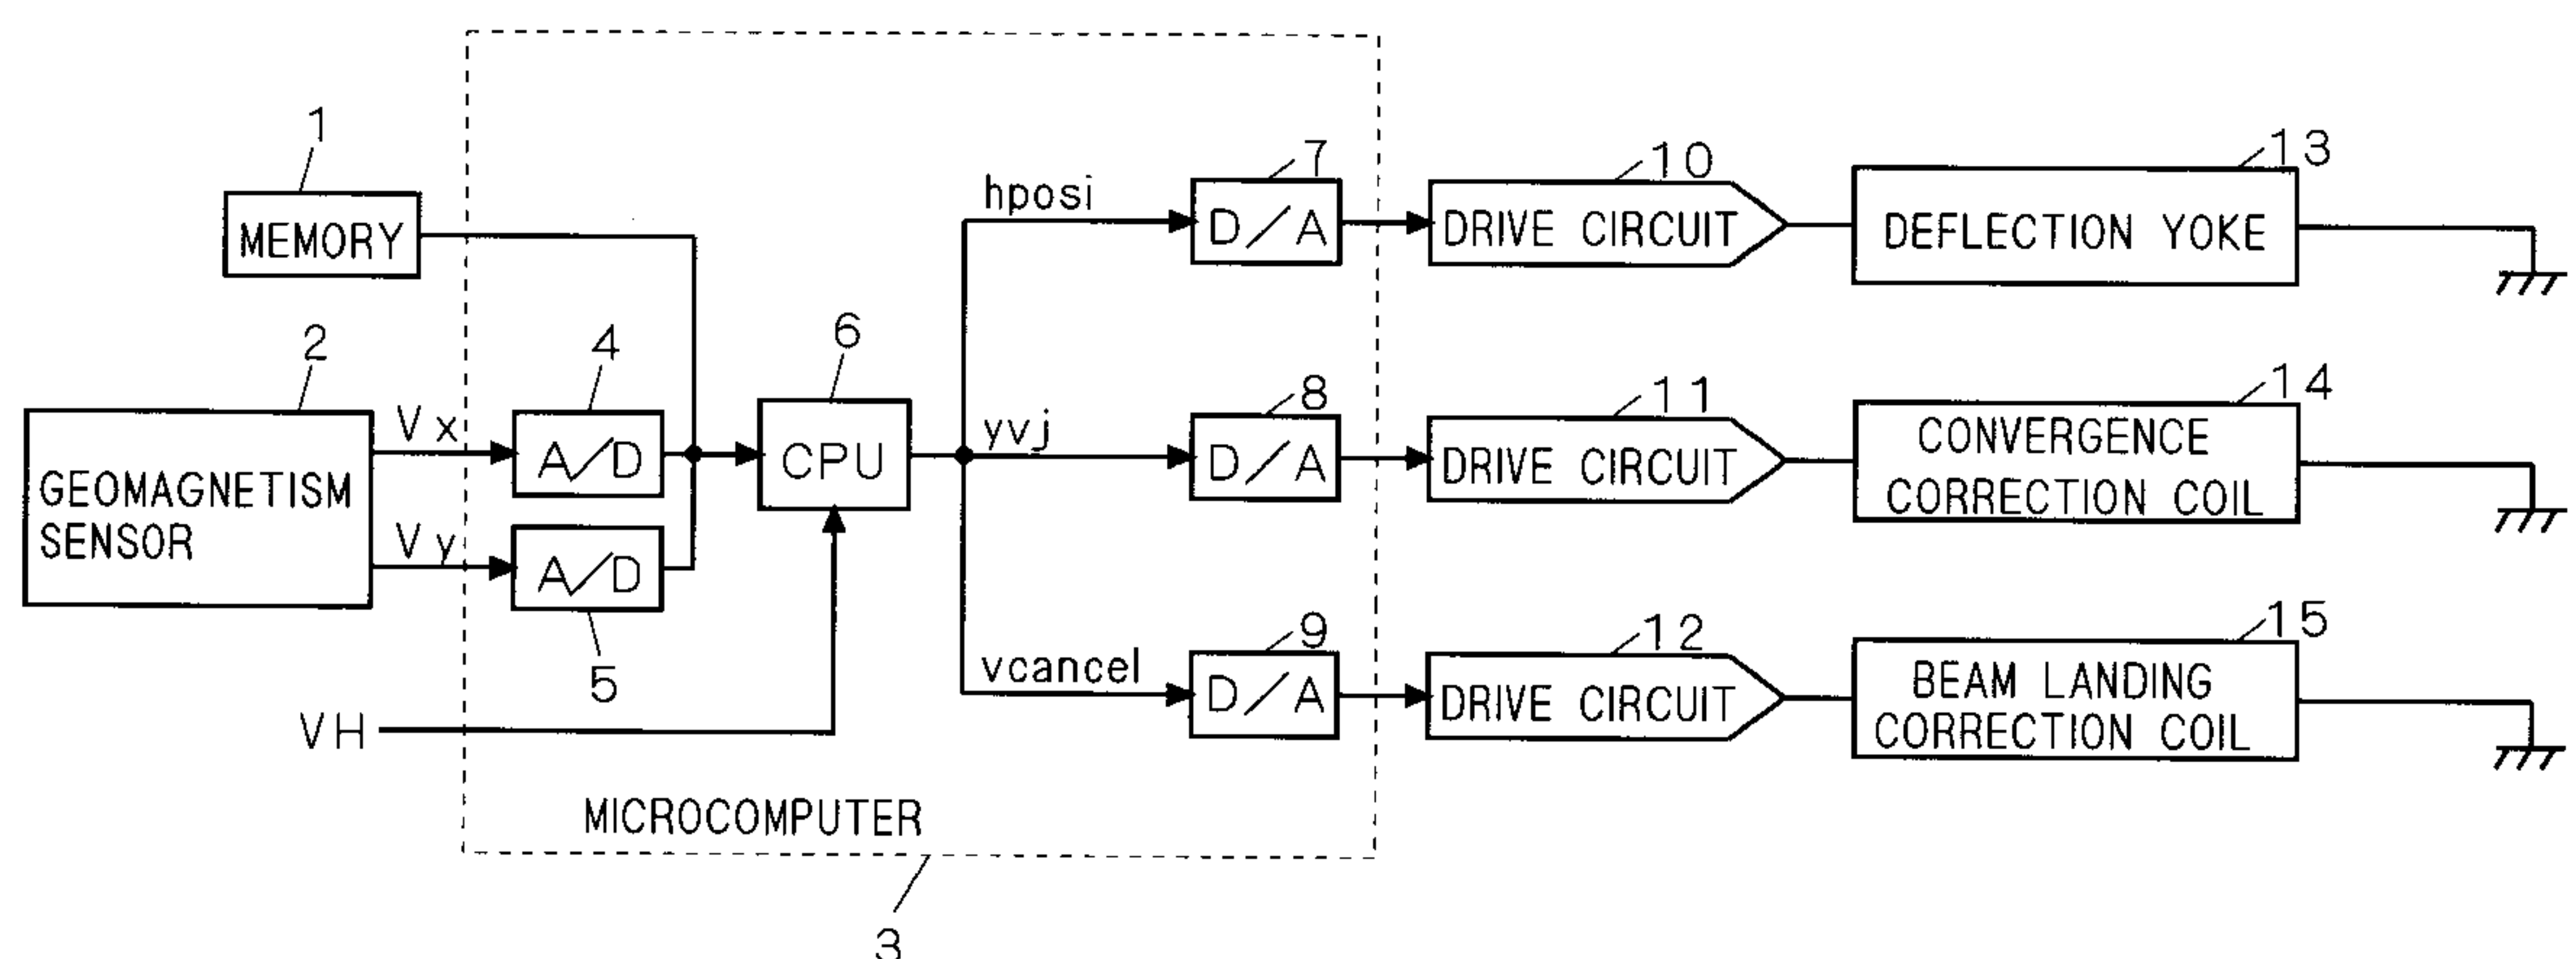 1
MEMORY
2
GEOMAGNETISM
SENSOR
Vx
Vy
4
A/D
A/D
5
VH
6
CPU
hposi
yvj
vcancel
7
D/A
8
D/A
9
D/A
MICROCOMPUTER
3
10
DRIVE CIRCUIT
11
DRIVE CIRCUIT
12
DRIVE CIRCUIT
13
DEFLECTION YOKE
14
CONVERGENCE
CORRECTION COIL
15
BEAM LANDING
CORRECTION COIL